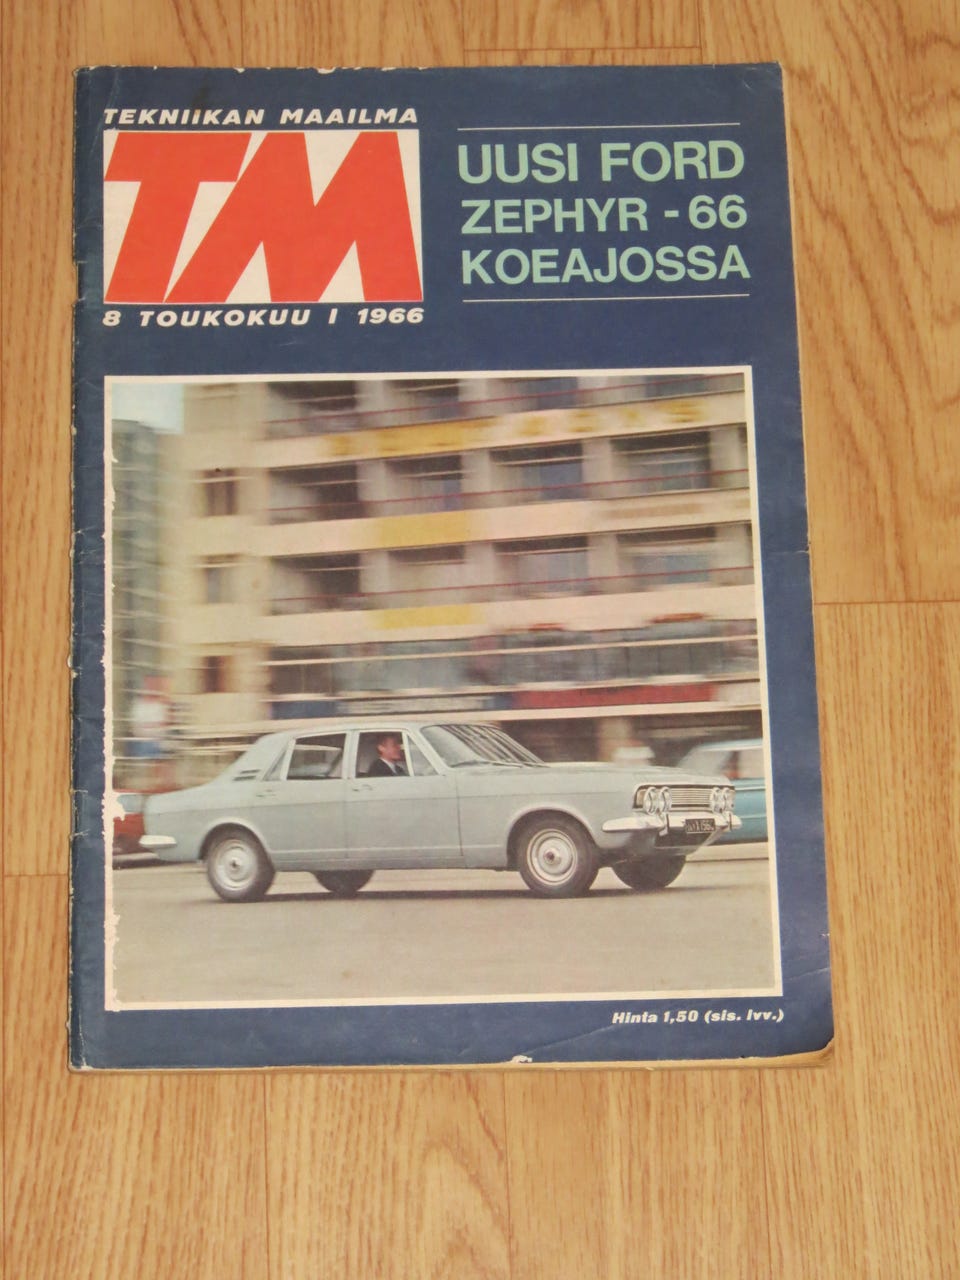 TEKNIIKAN MAAILMA
TM
8 TOUKOKUU I 1966
UUSI FORD
ZEPHYR - 66
KOEAJOSSA
Hinta 1,50 (sis. lvv.)